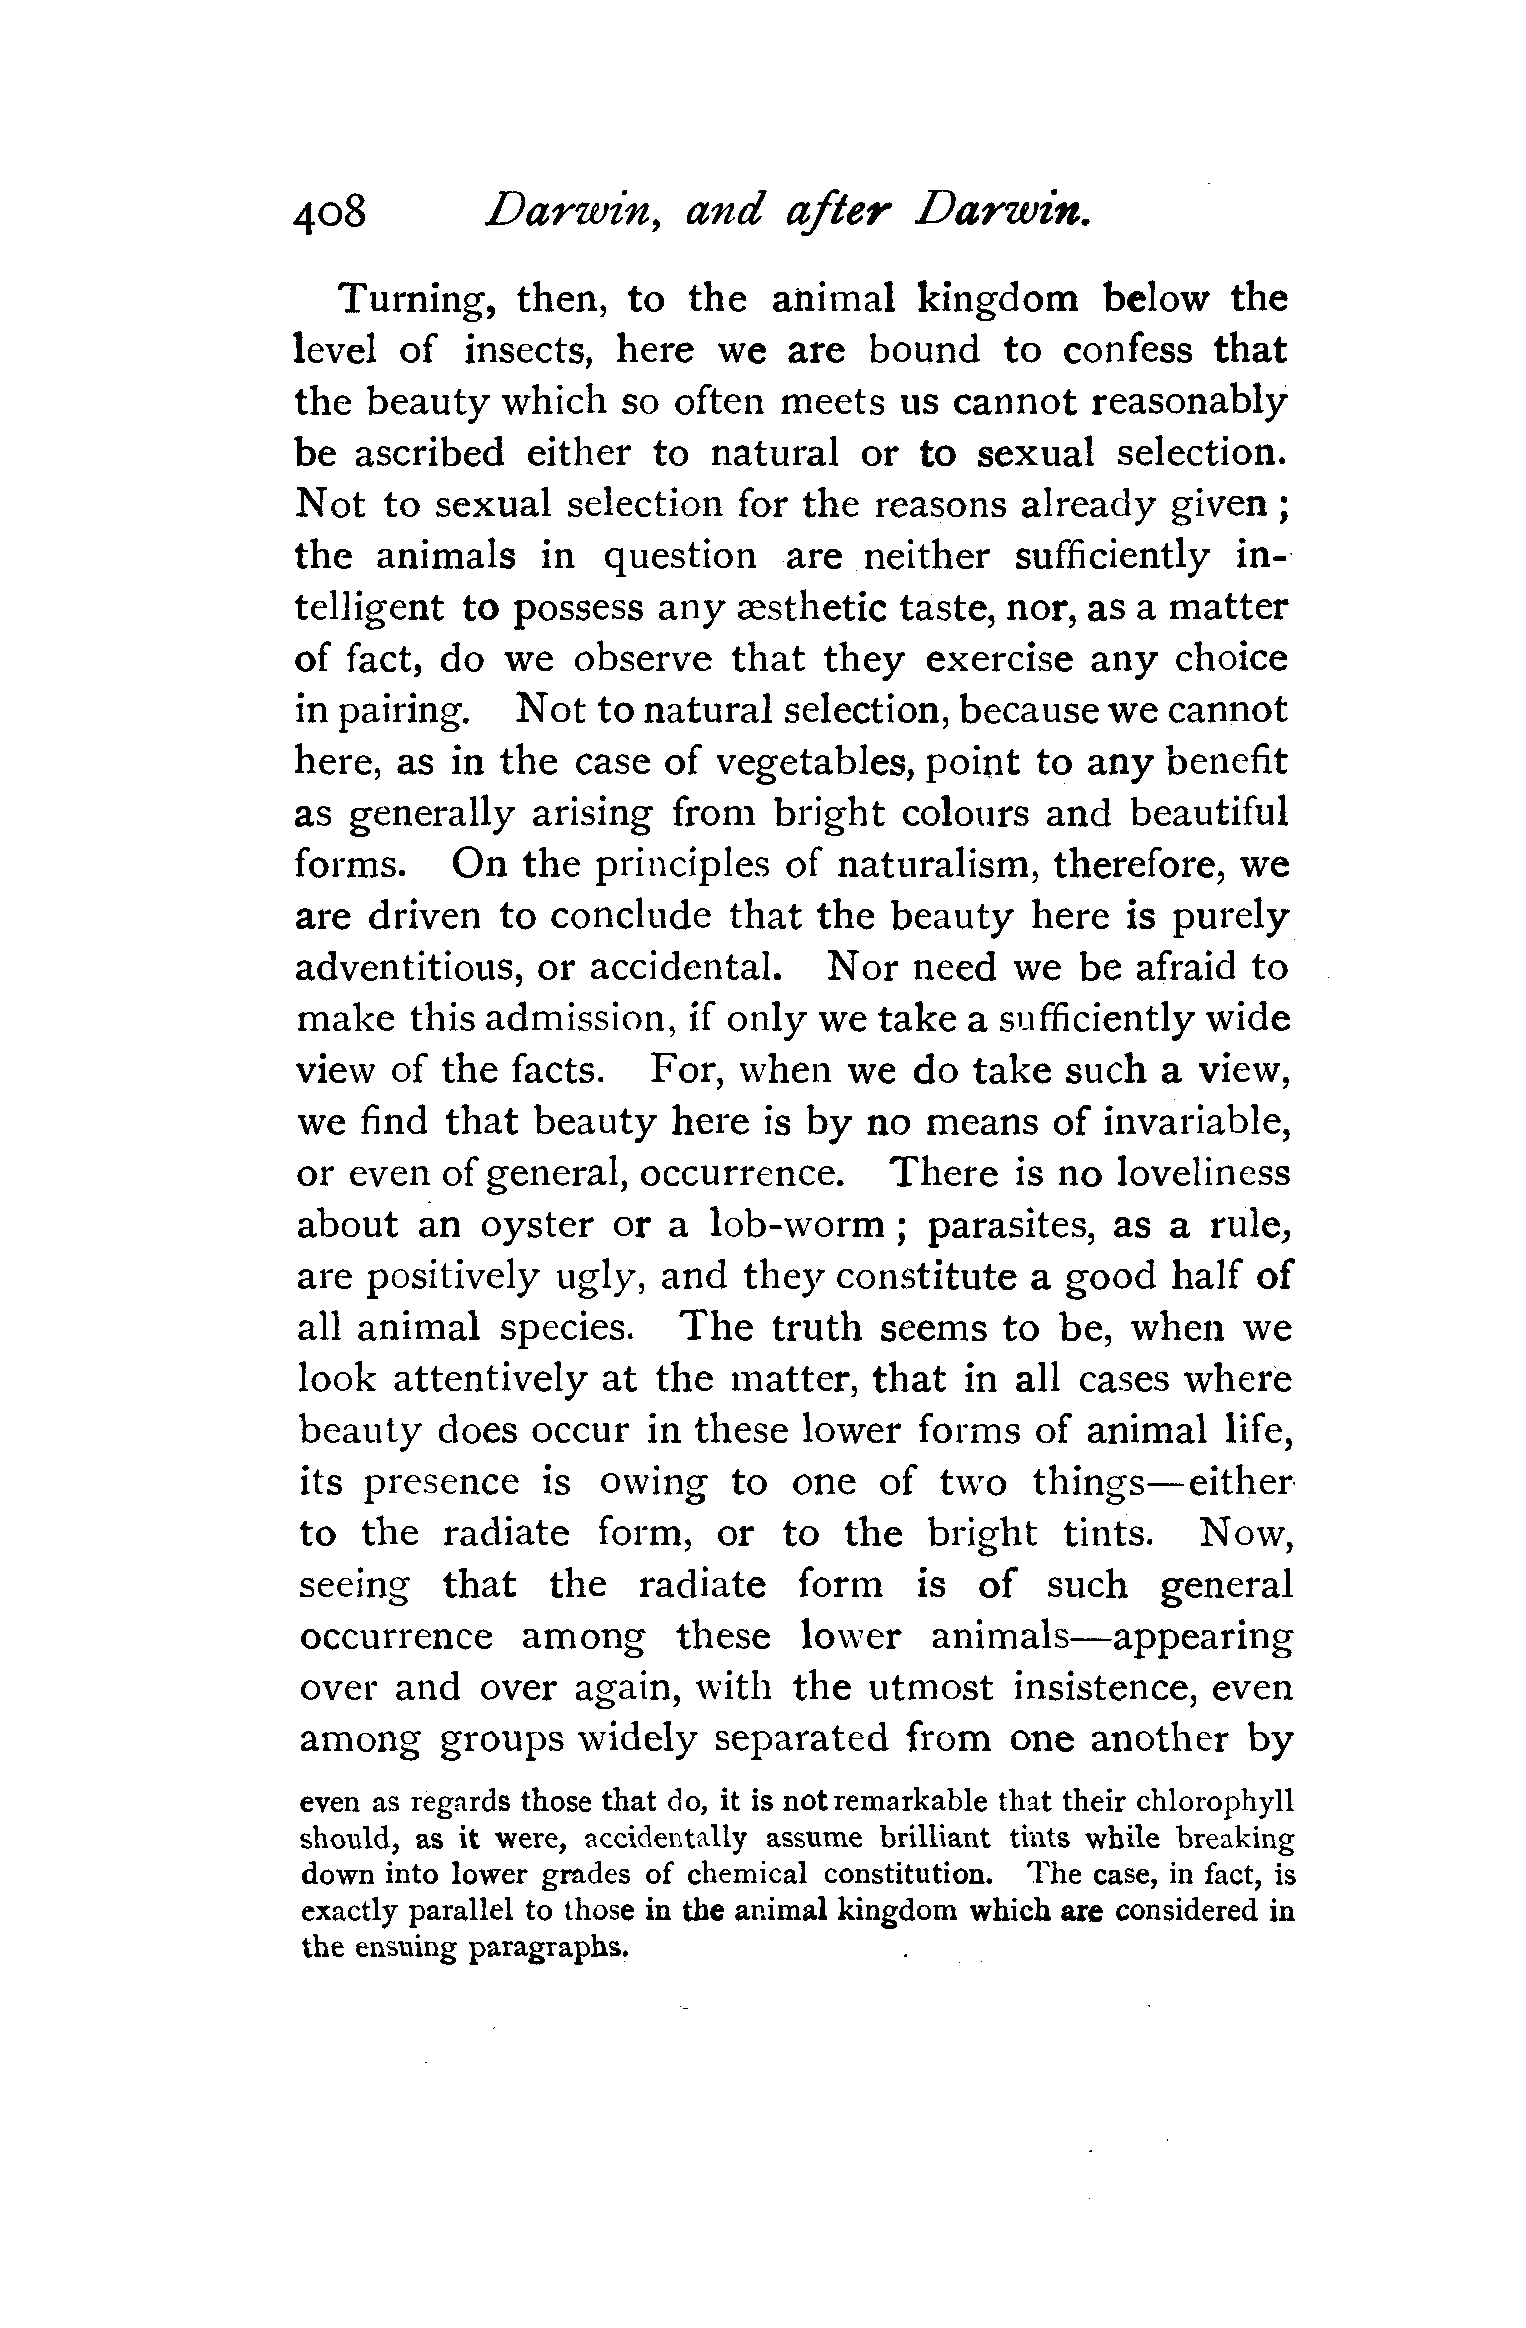 408 Darwin, and after Darwin.
Turning, then, to the animal kingdom below the
level of insects, here we are bound to confess that
the beauty which so often meets us cannot reasonably
be ascribed either to natural or to sexual selection.
Not to sexual selection for the reasons already given ;
the animals in question are neither sufficiently in-
telligent to possess any æsthetic taste, nor, as a matter
of fact, do we observe that they exercise any choice
in pairing. Not to natural selection, because we cannot
here, as in the case of vegetables, point to any benefit
as generally arising from bright colours and beautiful
forms. On the principles of naturalism, therefore, we
are driven to conclude that the beauty here is purely
adventitious, or accidental. Nor need we be afraid to
make this admission, if only we take a sufficiently wide
view of the facts. For, when we do take such a view,
we find that beauty here is by no means of invariable,
or even of general, occurrence. There is no loveliness
about an oyster or a lob-worm ; parasites, as a rule,
are positively ugly, and they constitute a good half of
all animal species. The truth seems to be, when we
look attentively at the matter, that in all cases where
beauty does occur in these lower forms of animal life,
its presence is owing to one of two things—either
to the radiate form, or to the bright tints. Now,
seeing that the radiate form is of such general
occurrence among these lower animals—appearing
over and over again, with the utmost insistence, even
among groups widely separated from one another by
even as regards those that do, it is not remarkable that their chlorophyll
should, as it were, accidentally assume brilliant tints while breaking
down into lower grades of chemical constitution. The case, in fact, is
exactly parallel to those in the animal kingdom which are considered in
the ensuing paragraphs.